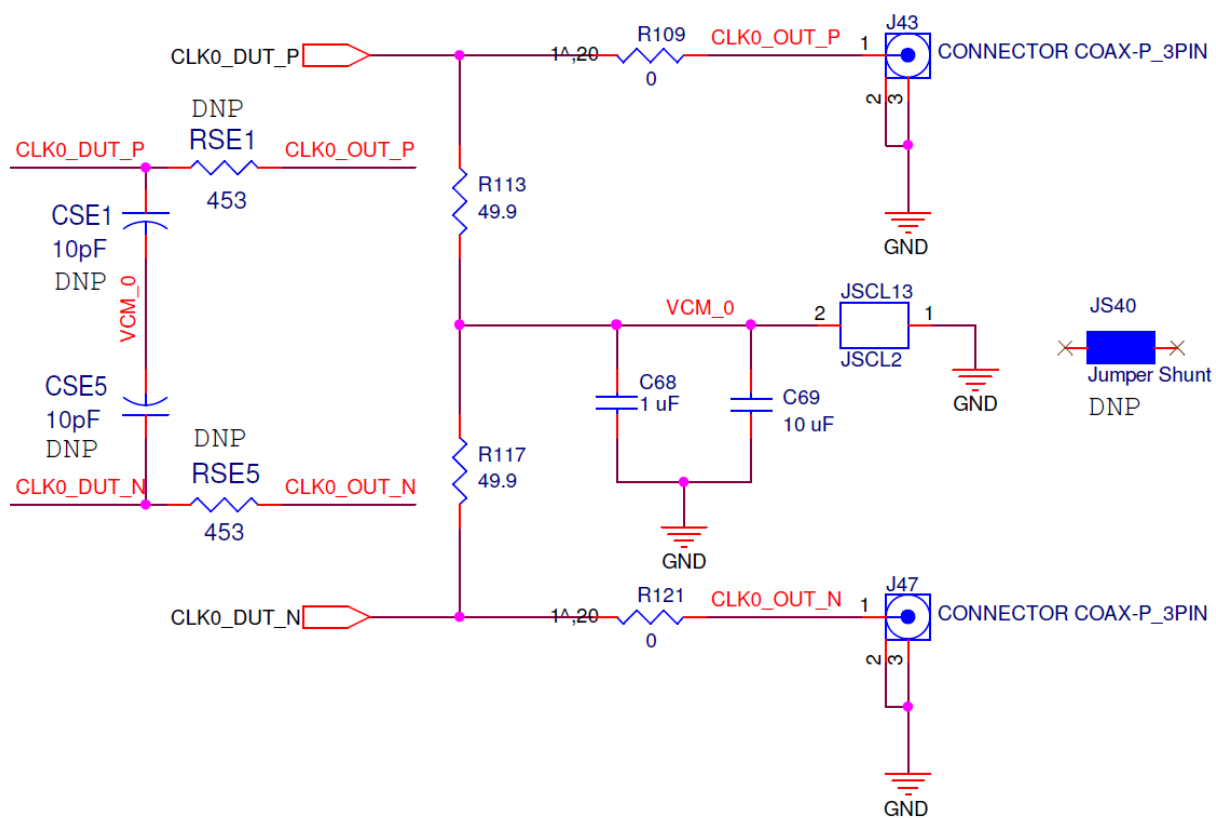 J43
R109
CLK0_OUT_P
1
CONNECTOR COAX-P_3PIN
CLK0_DUT_P
1^,20
0
2
3
DNP
RSE1
CLK0_DUT_P
CLK0_OUT_P
453
R113
49.9
CSE1
10pF
DNP
GND
VCM_0
VCM_0
2
JSCL13
1
JSCL2
JS40
Jumper Shunt
DNP
GND
C68
1 uF
C69
10 uF
CSE5
10pF
DNP
DNP
RSE5
CLK0_DUT_N
CLK0_OUT_N
453
R117
49.9
GND
J47
R121
CLK0_OUT_N
1
CONNECTOR COAX-P_3PIN
CLK0_DUT_N
1^,20
0
2
3
GND